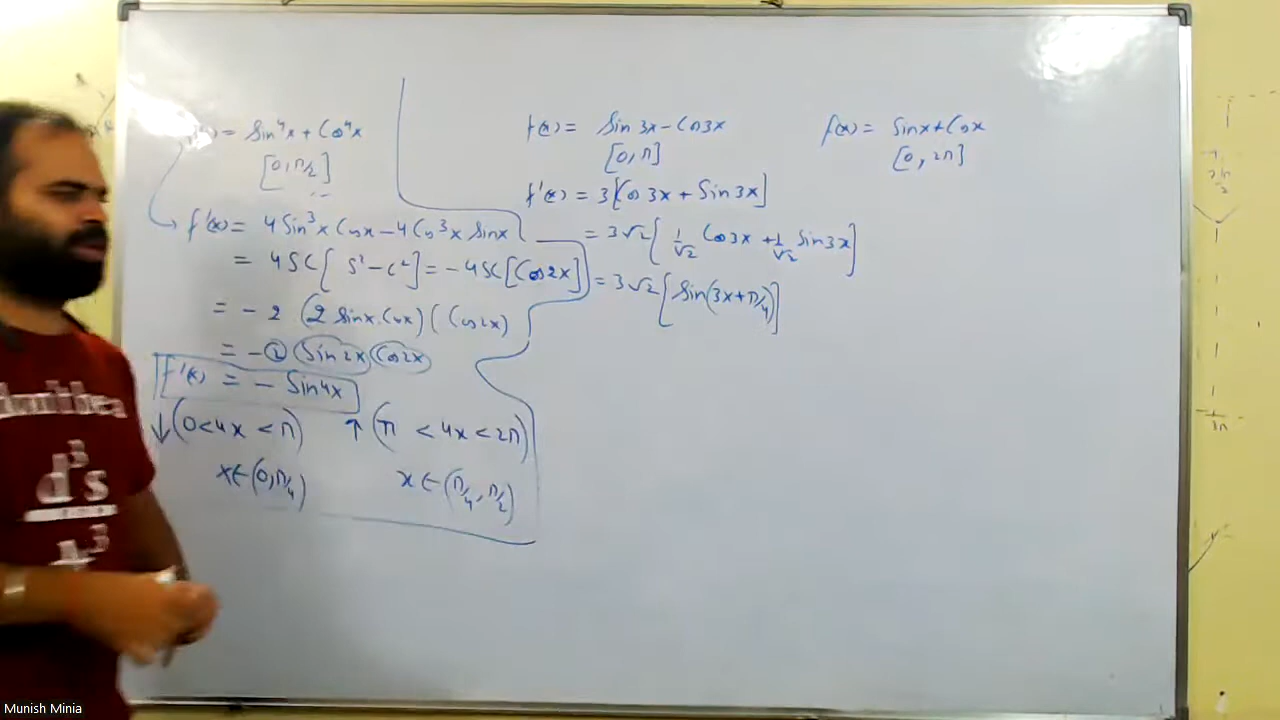 = Sin⁴x + Cos⁴x
[0, π/2]
f'(x) = 4 Sin³x Cosx - 4 Cos³x Sinx
= 4SC [ S² - C² ] = - 4SC [Cos2x]
= - 2 (2 Sinx.Cosx) (Cos2x)
= - 2 Sin2x Cos2x
f'(x) = - Sin4x
↓ (0 < 4x < π) ↑ (π < 4x < 2π)
x ∈ (0, π/4) x ∈ (π/4, π/2)
f(x) = Sin 3x - Cos3x
[0, π]
f'(x) = 3 [Cos 3x + Sin3x]
= 3√2 [ 1/√2 Cos3x + 1/√2 Sin3x ]
= 3√2 [ Sin(3x + π/4) ]
f(x) = Sinx + Cosx
[0, 2π]
d³s
Munish Minia